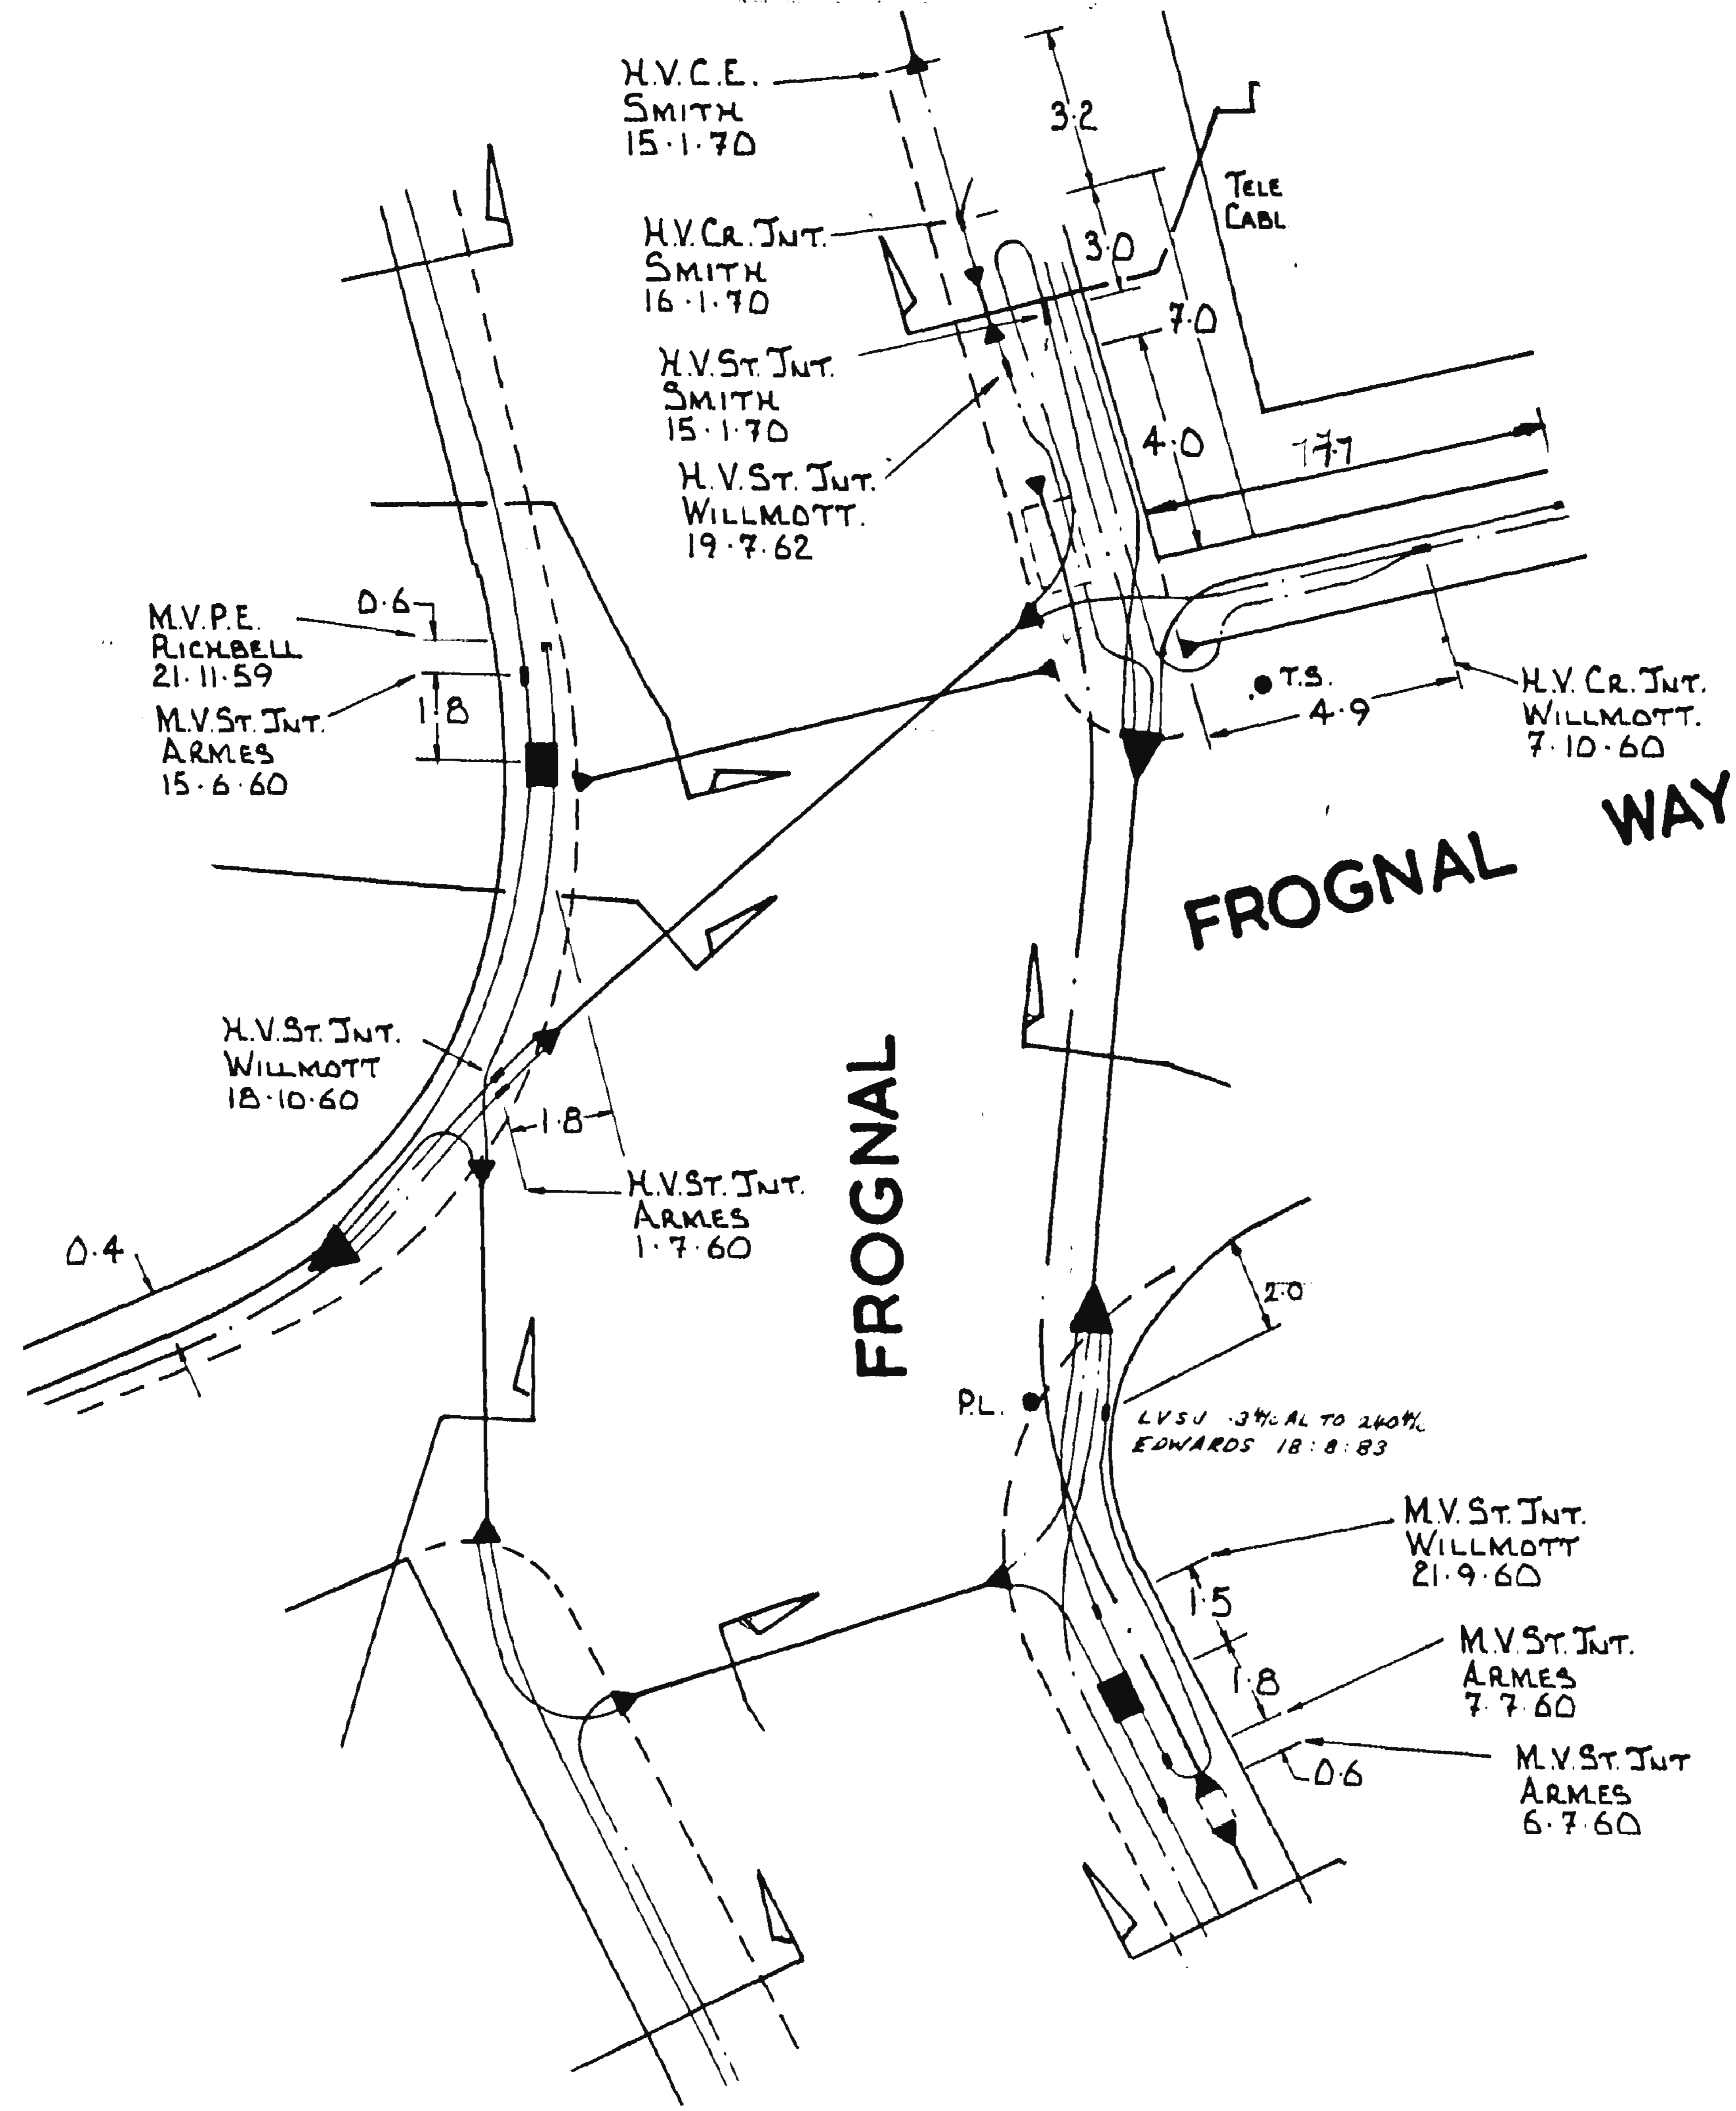 H.V.C.E.
SMITH
15·1·70
3·2
TELE
CABL
H.V.CR.JNT.
SMITH
16·1·70
3·0
7·0
H.V.ST.JNT.
SMITH
15·1·70
4·0
H.V.ST.JNT.
WILLMOTT.
19·7·62
M.V.P.E.
RICHBELL
21·11·59
0·6
M.V.ST.JNT.
ARMES
15·6·60
1·8
T.S.
4·9
H.V.CR.JNT.
WILLMOTT.
7·10·60
FROGNAL WAY
H.V.ST.JNT.
WILLMOTT
18·10·60
1·8
H.V.ST.JNT.
ARMES
1·7·60
FROGNAL
0·4
2·0
P.L.
LVSJ ·3 AL TO 240
EDWARDS 18:8:83
M.V.ST.JNT.
WILLMOTT
21·9·60
1·5
M.V.ST.JNT.
ARMES
7·7·60
1·8
M.V.ST.JNT
ARMES
6·7·60
0·6